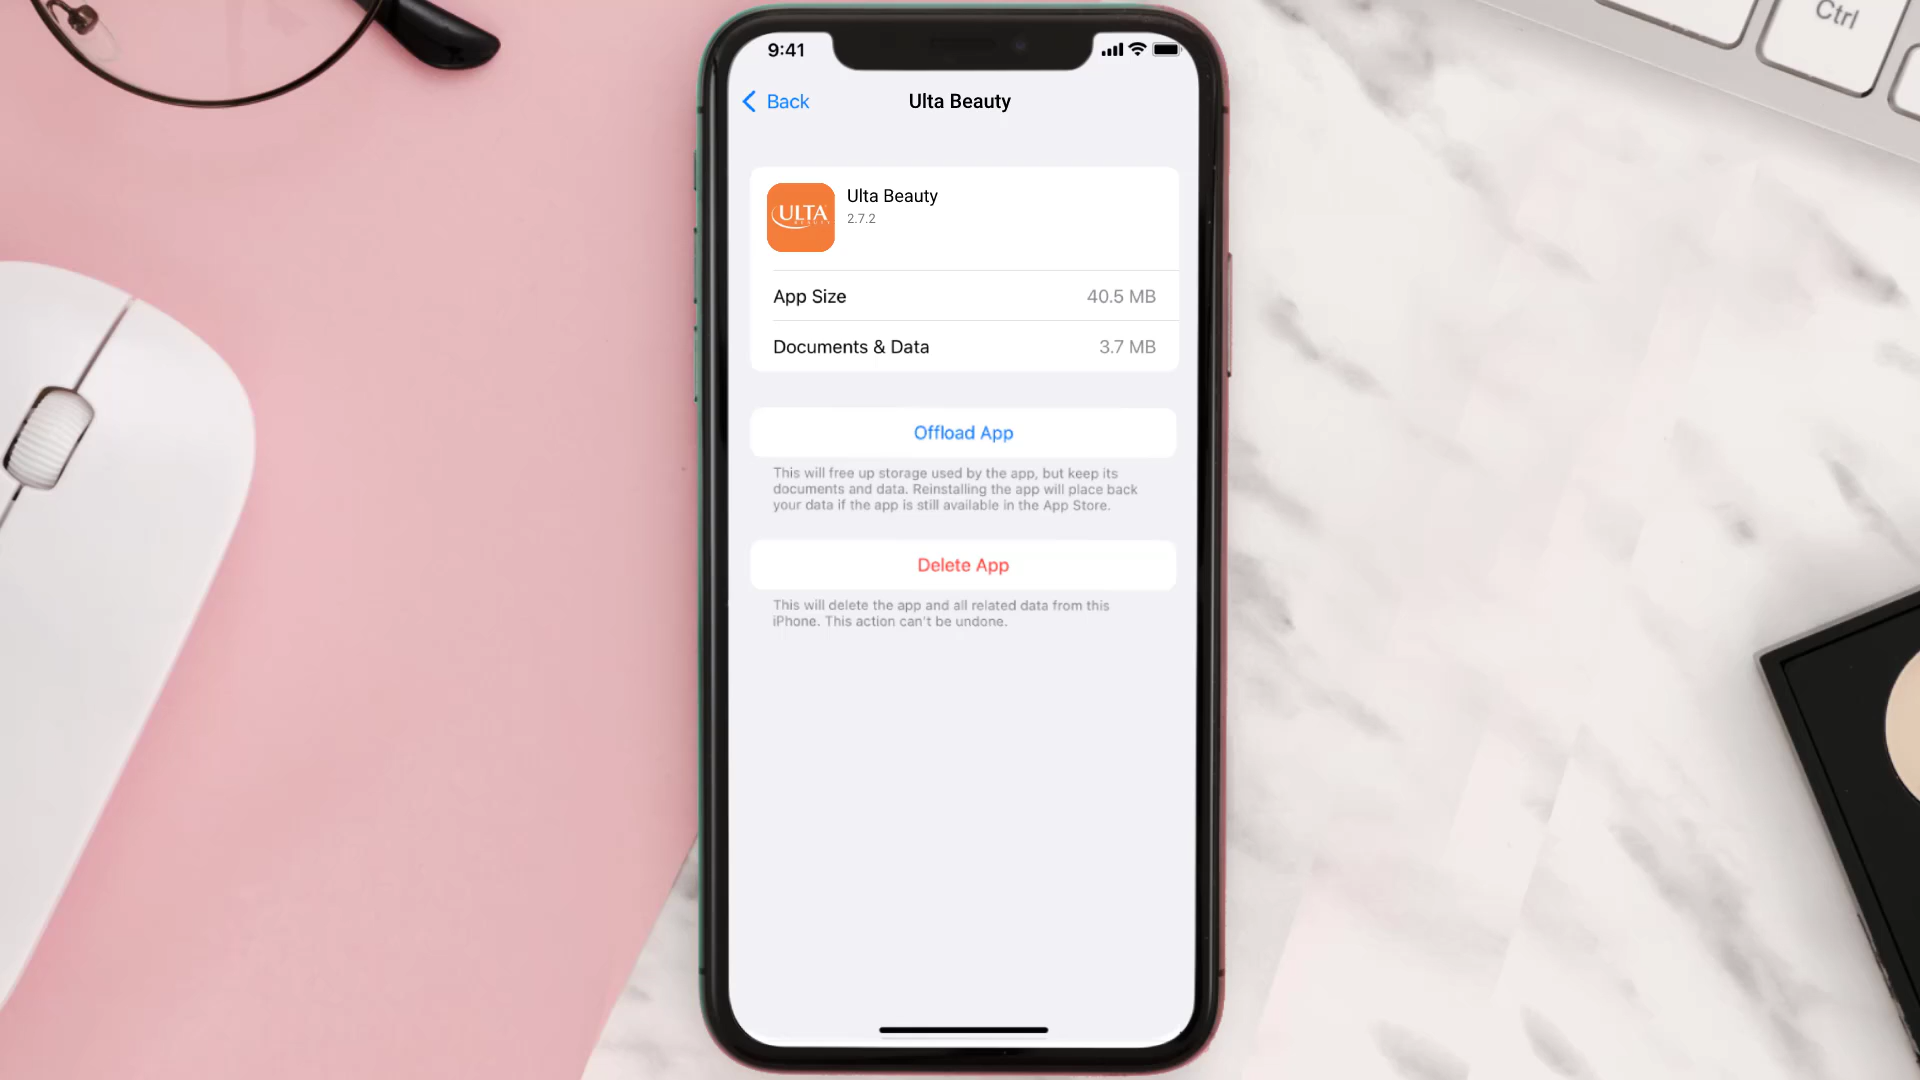 Ctrl
9:41
Back
Ulta Beauty
ULTA
Ulta Beauty
2.7.2
App Size 40.5 MB
Documents & Data 3.7 MB
Offload App
This will free up storage used by the app, but keep its
documents and data. Reinstalling the app will place back
your data if the app is still available in the App Store.
Delete App
This will delete the app and all related data from this
iPhone. This action can't be undone.